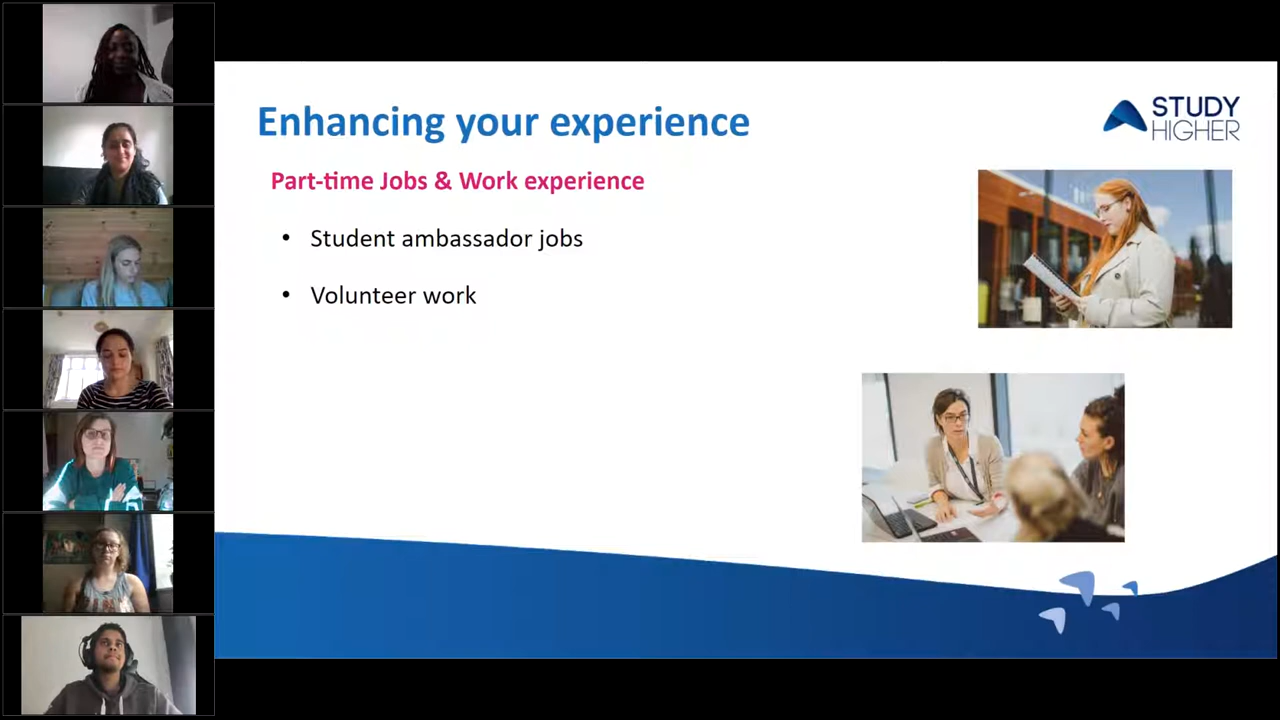 Enhancing your experience
STUDY
HIGHER
Part-time Jobs & Work experience
• Student ambassador jobs
• Volunteer work